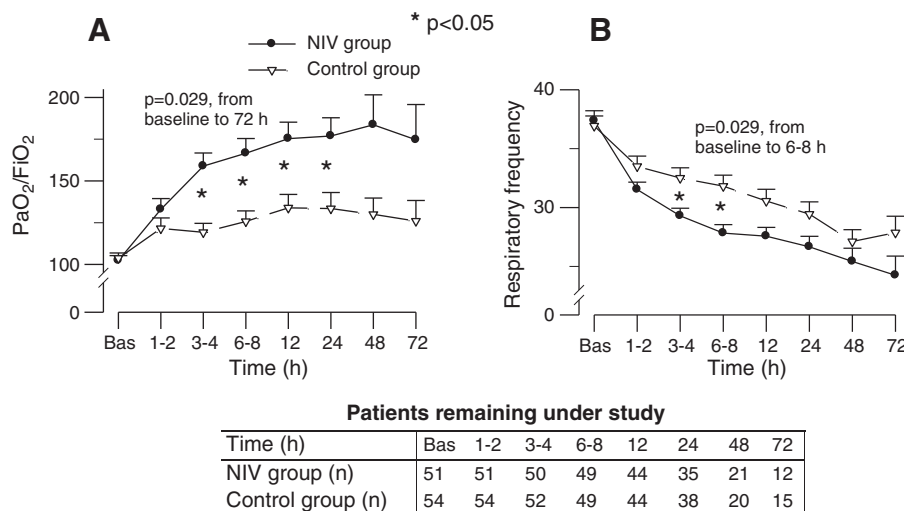 A
* p<0.05
B
NIV group
Control group
p=0.029, from
baseline to 72 h
PaO2/FiO2
200
150
100
0
* * * *
Bas 1-2 3-4 6-8 12 24 48 72
Time (h)
p=0.029, from
baseline to 6-8 h
Respiratory frequency
40
30
0
* *
Bas 1-2 3-4 6-8 12 24 48 72
Time (h)
Patients remaining under study
Time (h) Bas 1-2 3-4 6-8 12 24 48 72
NIV group (n) 51 51 50 49 44 35 21 12
Control group (n) 54 54 52 49 44 38 20 15